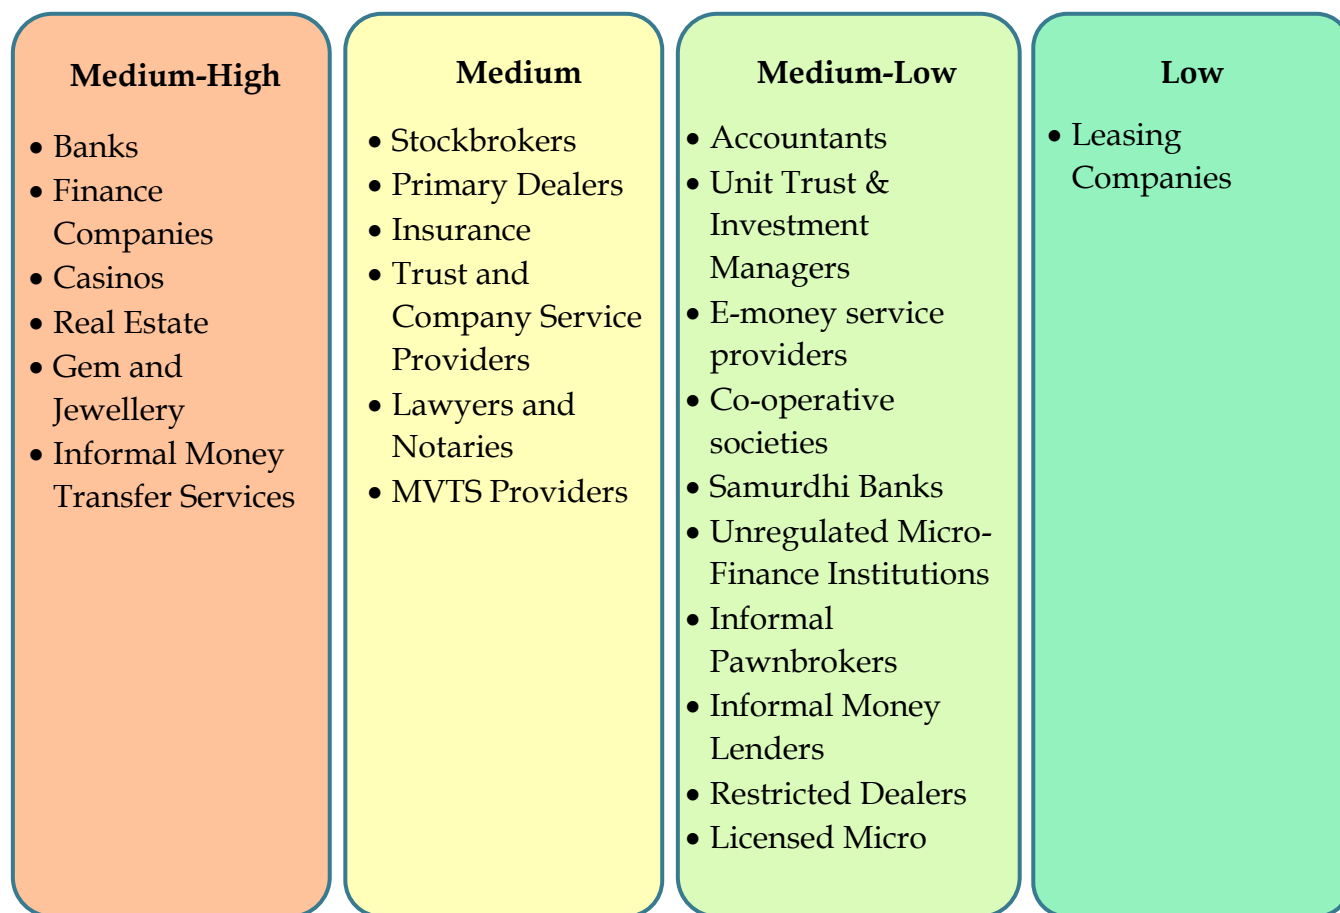 Medium-High
• Banks
• Finance
Companies
• Casinos
• Real Estate
• Gem and
Jewellery
• Informal Money
Transfer Services
Medium
• Stockbrokers
• Primary Dealers
• Insurance
• Trust and
Company Service
Providers
• Lawyers and
Notaries
• MVTS Providers
Medium-Low
• Accountants
• Unit Trust &
Investment
Managers
• E-money service
providers
• Co-operative
societies
• Samurdhi Banks
• Unregulated Micro-
Finance Institutions
• Informal
Pawnbrokers
• Informal Money
Lenders
• Restricted Dealers
• Licensed Micro
Low
• Leasing
Companies